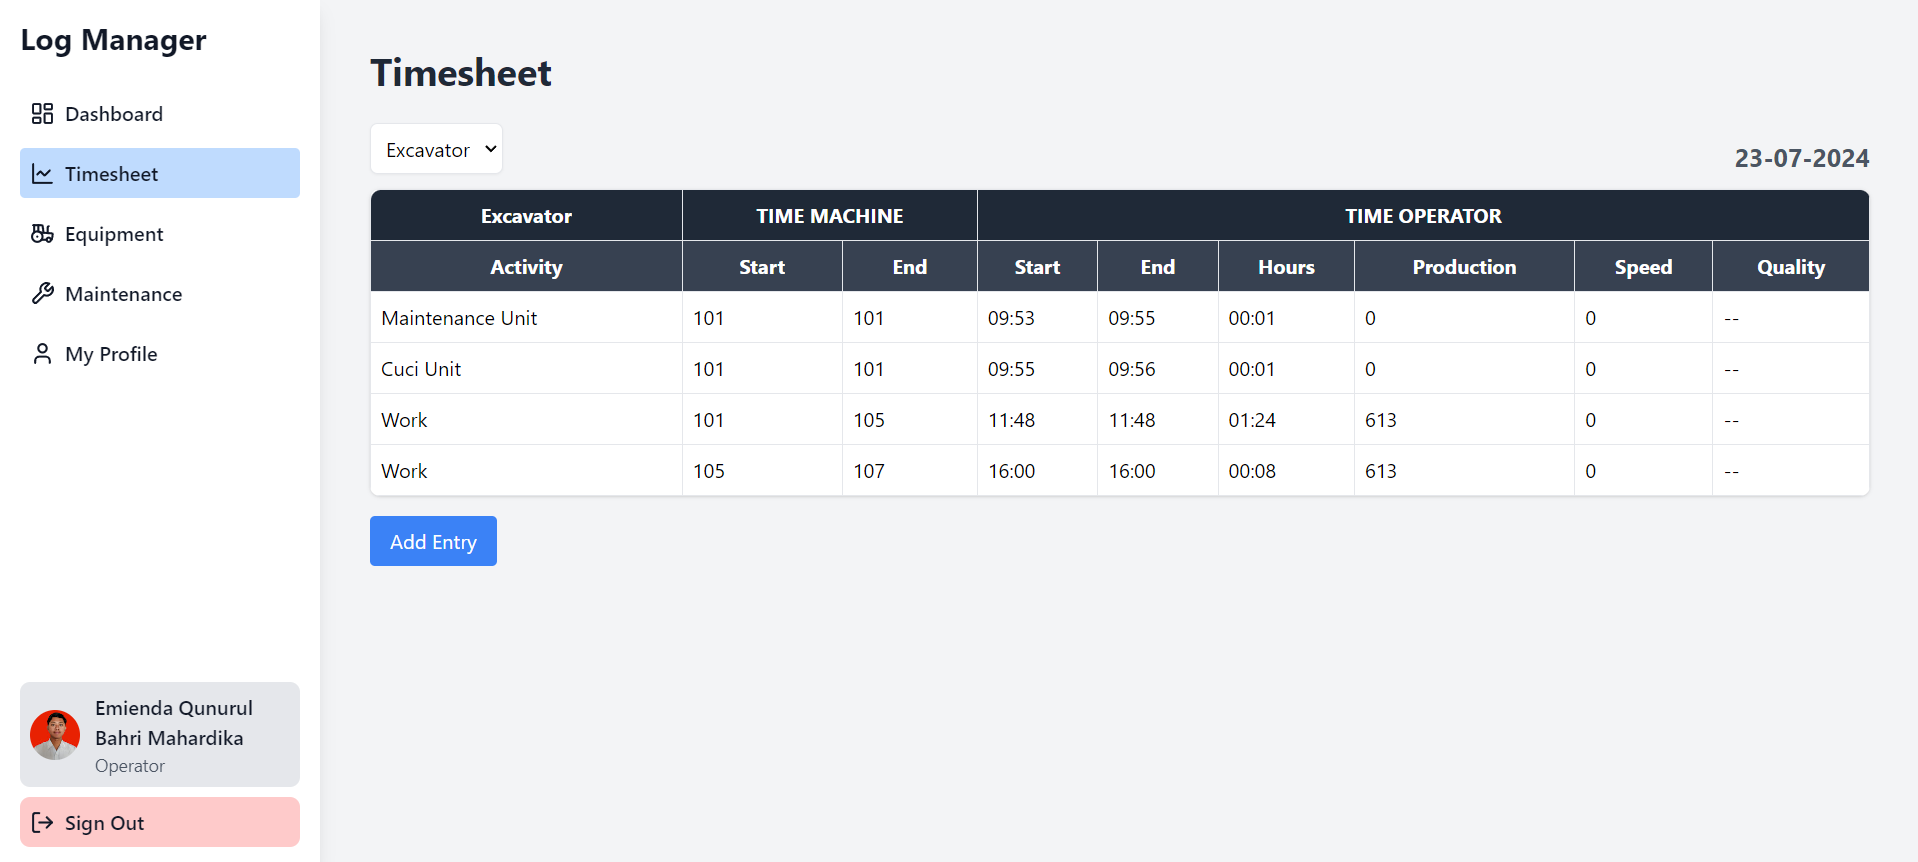 Log Manager
Dashboard
Timesheet
Equipment
Maintenance
My Profile
Emienda Qunurul
Bahri Mahardika
Operator
Sign Out
Timesheet
Excavator
23-07-2024
Excavator TIME MACHINE TIME OPERATOR
Activity Start End Start End Hours Production Speed Quality
Maintenance Unit 101 101 09:53 09:55 00:01 0 0 --
Cuci Unit 101 101 09:55 09:56 00:01 0 0 --
Work 101 105 11:48 11:48 01:24 613 0 --
Work 105 107 16:00 16:00 00:08 613 0 --
Add Entry